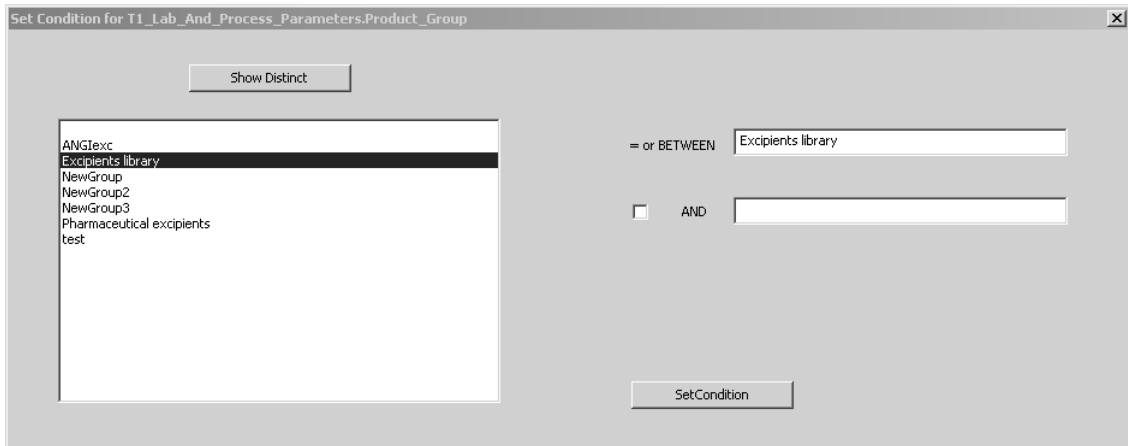 Set Condition for T1_Lab_And_Process_Parameters.Product_Group
Show Distinct
ANGIexc
Excipients library
NewGroup
NewGroup2
NewGroup3
Pharmaceutical excipients
test
= or BETWEEN Excipients library
AND
SetCondition